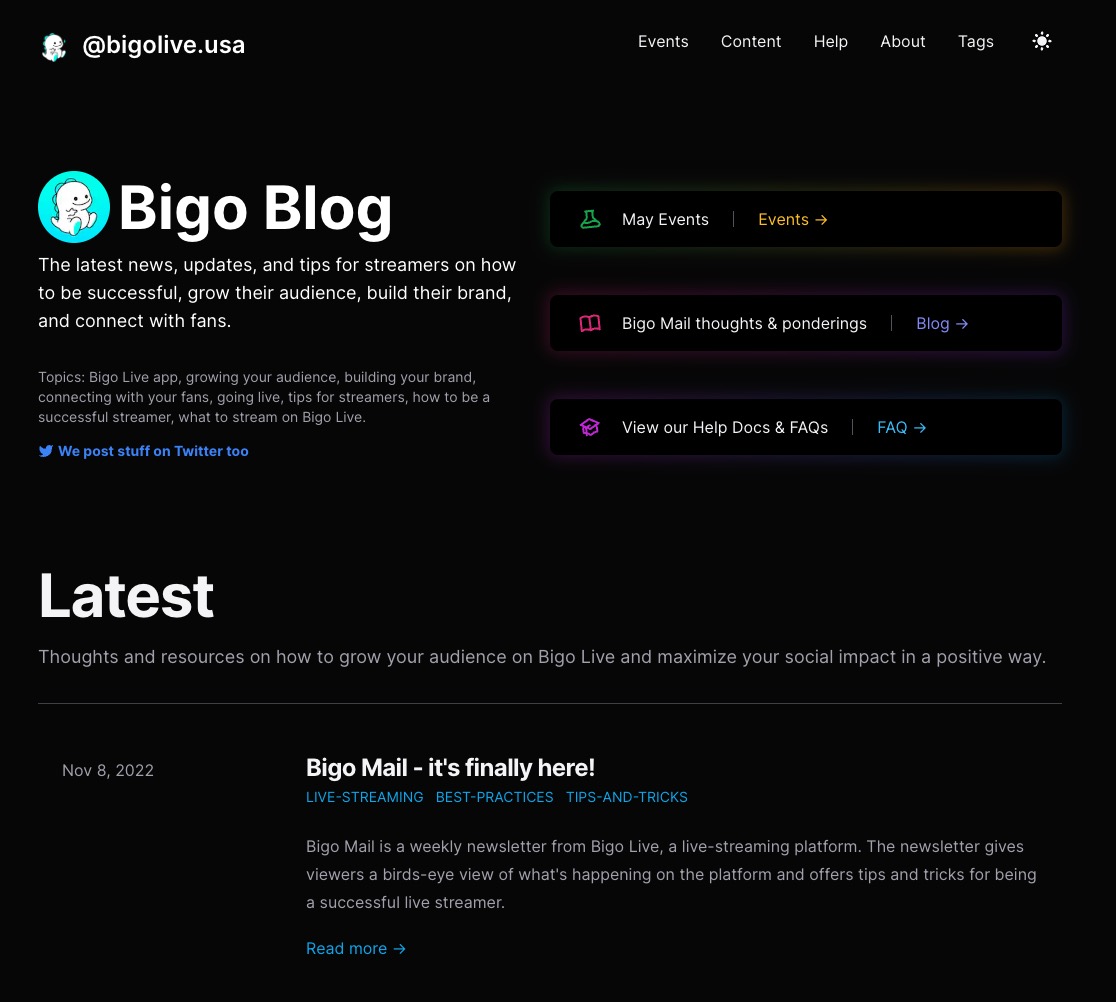 @bigolive.usa
Events Content Help About Tags
Bigo Blog
The latest news, updates, and tips for streamers on how
to be successful, grow their audience, build their brand,
and connect with fans.
Topics: Bigo Live app, growing your audience, building your brand,
connecting with your fans, going live, tips for streamers, how to be a
successful streamer, what to stream on Bigo Live.
We post stuff on Twitter too
May Events | Events →
Bigo Mail thoughts & ponderings | Blog →
View our Help Docs & FAQs | FAQ →
Latest
Thoughts and resources on how to grow your audience on Bigo Live and maximize your social impact in a positive way.
Nov 8, 2022
Bigo Mail - it's finally here!
LIVE-STREAMING BEST-PRACTICES TIPS-AND-TRICKS
Bigo Mail is a weekly newsletter from Bigo Live, a live-streaming platform. The newsletter gives
viewers a birds-eye view of what's happening on the platform and offers tips and tricks for being
a successful live streamer.
Read more →